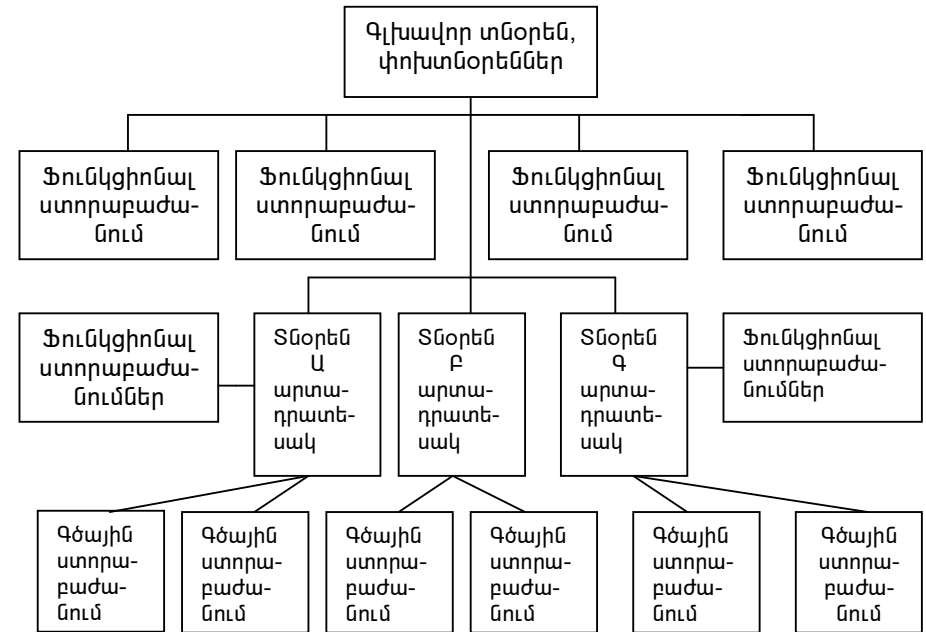 Գլխավոր տնօրեն,
փոխտնօրեններ
Ֆունկցիոնալ
ստորաբաժա-
նում
Ֆունկցիոնալ
ստորաբաժա-
նում
Ֆունկցիոնալ
ստորաբաժա-
նում
Ֆունկցիոնալ
ստորաբաժա-
նում
Ֆունկցիոնալ
ստորաբաժա-
նումներ
Տնօրեն
Ա
արտա-
դրատե-
սակ
Տնօրեն
Բ
արտա-
դրատե-
սակ
Տնօրեն
Գ
արտա-
դրատե-
սակ
Ֆունկցիոնալ
ստորաբաժա-
նումներ
Գծային
ստորա-
բաժա-
նում
Գծային
ստորա-
բաժա-
նում
Գծային
ստորա-
բաժա-
նում
Գծային
ստորա-
բաժա-
նում
Գծային
ստորա-
բաժա-
նում
Գծային
ստորա-
բաժա-
նում